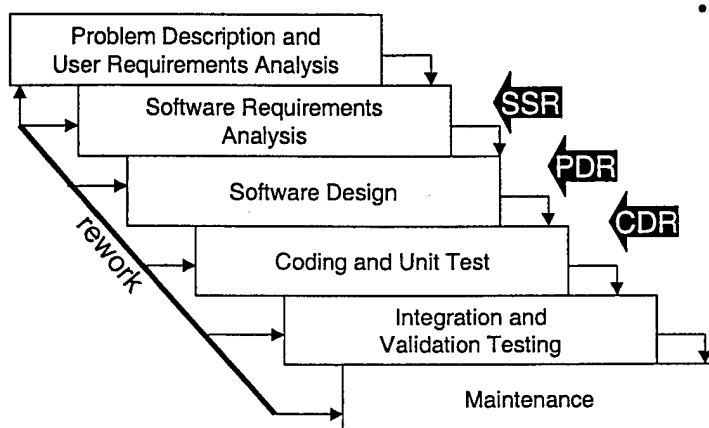 Problem Description and
User Requirements Analysis
Software Requirements
Analysis
SSR
PDR
Software Design
CDR
rework
Coding and Unit Test
Integration and
Validation Testing
Maintenance